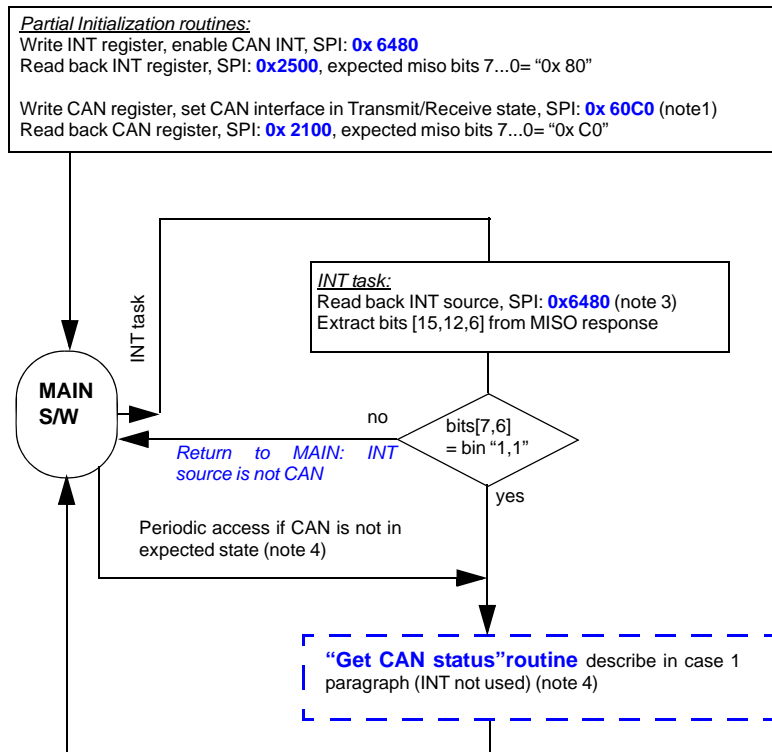 Partial Initialization routines:
Write INT register, enable CAN INT, SPI: 0x 6480
Read back INT register, SPI: 0x2500, expected miso bits 7...0= “0x 80”
Write CAN register, set CAN interface in Transmit/Receive state, SPI: 0x 60C0 (note1)
Read back CAN register, SPI: 0x 2100, expected miso bits 7...0= “0x C0”
INT task
INT task:
Read back INT source, SPI: 0x6480 (note 3)
Extract bits [15,12,6] from MISO response
MAIN
S/W
no
bits[7,6]
= bin “1,1”
Return to MAIN: INT
source is not CAN
yes
Periodic access if CAN is not in
expected state (note 4)
“Get CAN status”routine describe in case 1
paragraph (INT not used) (note 4)